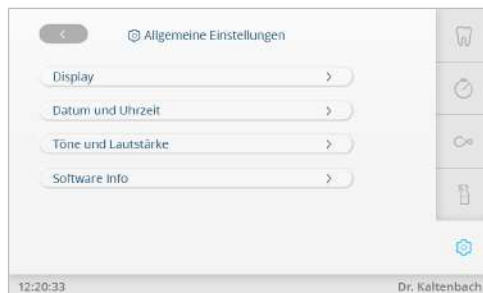 Allgemeine Einstellungen
Display
Datum und Uhrzeit
Töne und Lautstärke
Software Info
12:20:33 Dr. Kaltenbach